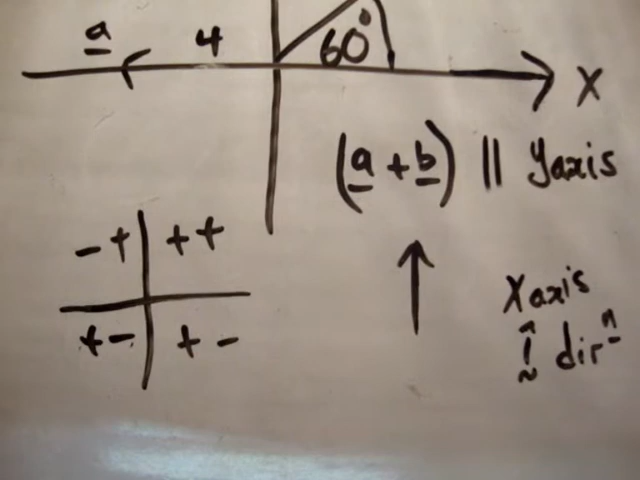 a 4 60° X
(a + b) || yaxis
- + + +
+ - + -
Xaxis
î dirⁿ